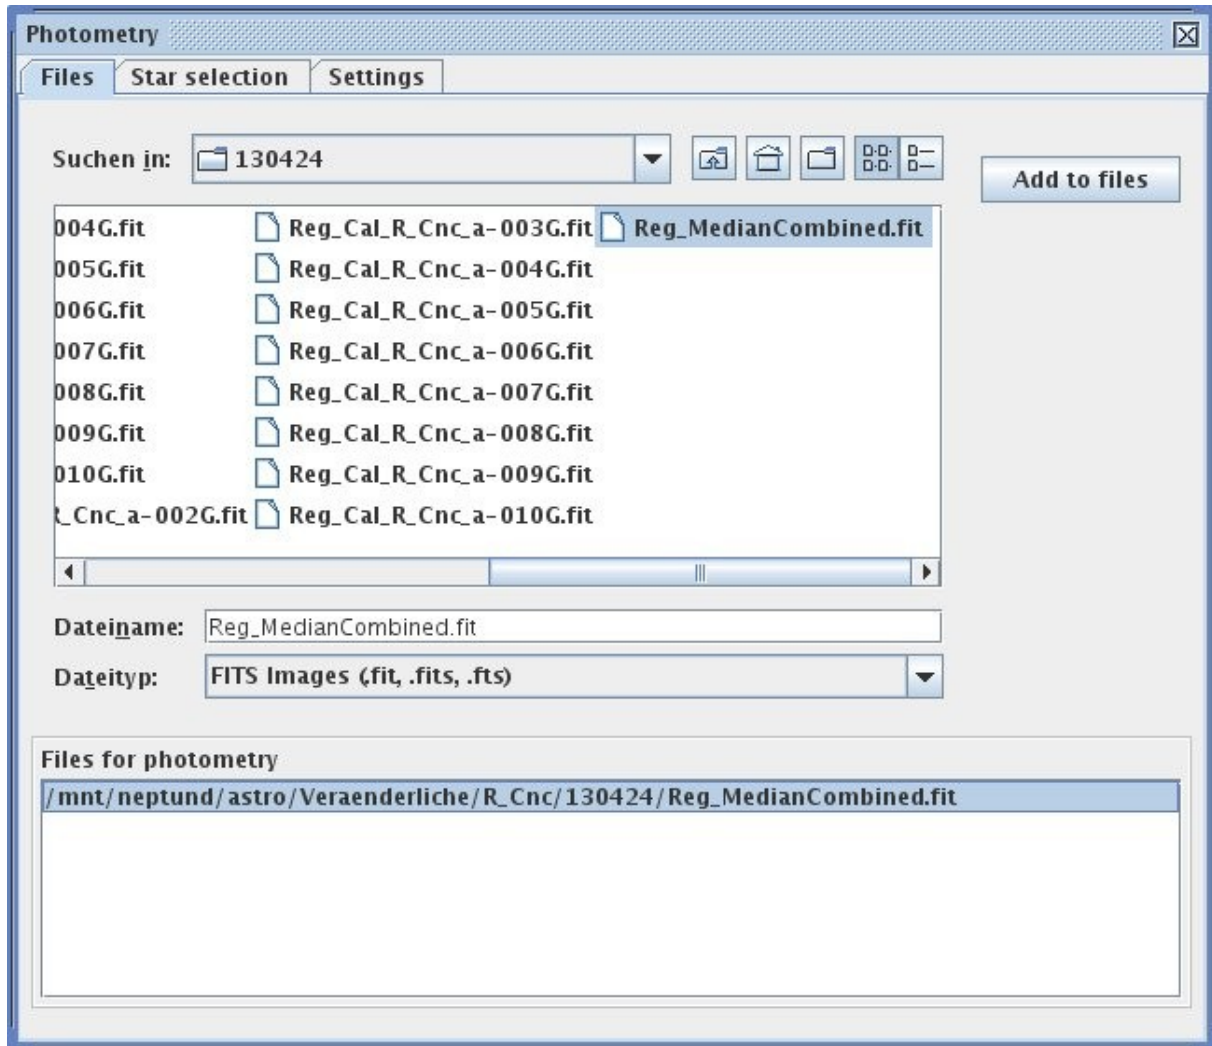 Photometry
Files Star selection Settings
Suchen in: 130424
Add to files
004G.fit Reg_Cal_R_Cnc_a-003G.fit Reg_MedianCombined.fit
005G.fit Reg_Cal_R_Cnc_a-004G.fit
006G.fit Reg_Cal_R_Cnc_a-005G.fit
007G.fit Reg_Cal_R_Cnc_a-006G.fit
008G.fit Reg_Cal_R_Cnc_a-007G.fit
009G.fit Reg_Cal_R_Cnc_a-008G.fit
010G.fit Reg_Cal_R_Cnc_a-009G.fit
R_Cnc_a-002G.fit Reg_Cal_R_Cnc_a-010G.fit
Dateiname: Reg_MedianCombined.fit
Dateityp: FITS Images (.fit, .fits, .fts)
Files for photometry
/mnt/neptund/astro/Veraenderliche/R_Cnc/130424/Reg_MedianCombined.fit